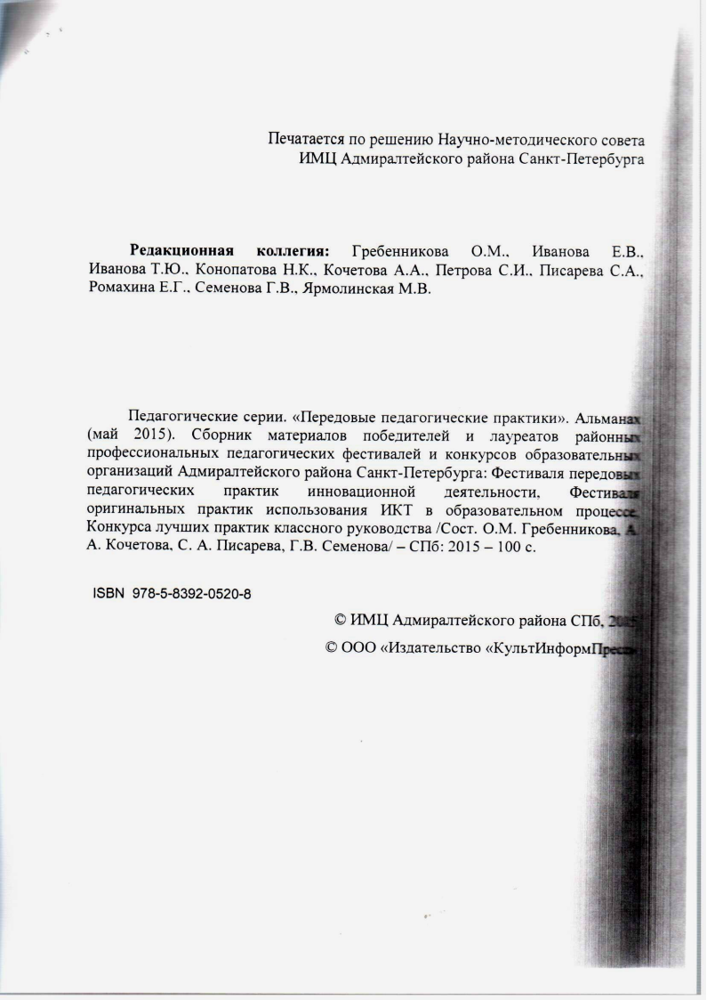 Печатается по решению Научно-методического совета
ИМЦ Адмиралтейского района Санкт-Петербурга
Редакционная коллегия: Гребенникова О.М., Иванова Е.В.,
Иванова Т.Ю., Конопатова Н.К., Кочетова А.А., Петрова С.И., Писарева С.А.,
Ромахина Е.Г., Семенова Г.В., Ярмолинская М.В.
Педагогические серии. «Передовые педагогические практики». Альманах
(май 2015). Сборник материалов победителей и лауреатов районных
профессиональных педагогических фестивалей и конкурсов образовательных
организаций Адмиралтейского района Санкт-Петербурга: Фестиваля передовых
педагогических практик инновационной деятельности, Фестиваля
оригинальных практик использования ИКТ в образовательном процессе,
Конкурса лучших практик классного руководства /Сост. О.М. Гребенникова, А.
А. Кочетова, С. А. Писарева, Г.В. Семенова/ – СПб: 2015 – 100 с.
ISBN 978-5-8392-0520-8
© ИМЦ Адмиралтейского района СПб, 2015
© ООО «Издательство «КультИнформПресс»